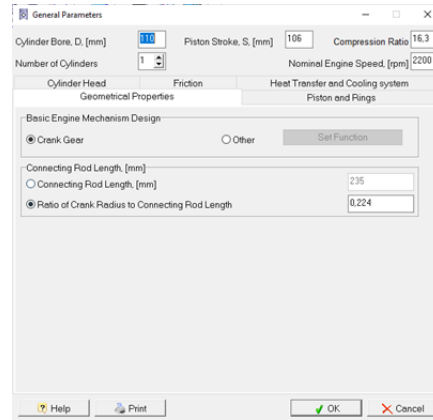 General Parameters
Cylinder Bore, D, [mm] 110 Piston Stroke, S, [mm] 106 Compression Ratio 16,3
Number of Cylinders 1 Nominal Engine Speed, [rpm] 2200
Cylinder Head Friction Heat Transfer and Cooling system
Geometrical Properties Piston and Rings
Basic Engine Mechanism Design
Crank Gear Other Set Function
Connecting Rod Length, [mm]
Connecting Rod Length, [mm] 235
Ratio of Crank Radius to Connecting Rod Length 0,224
Help Print OK Cancel